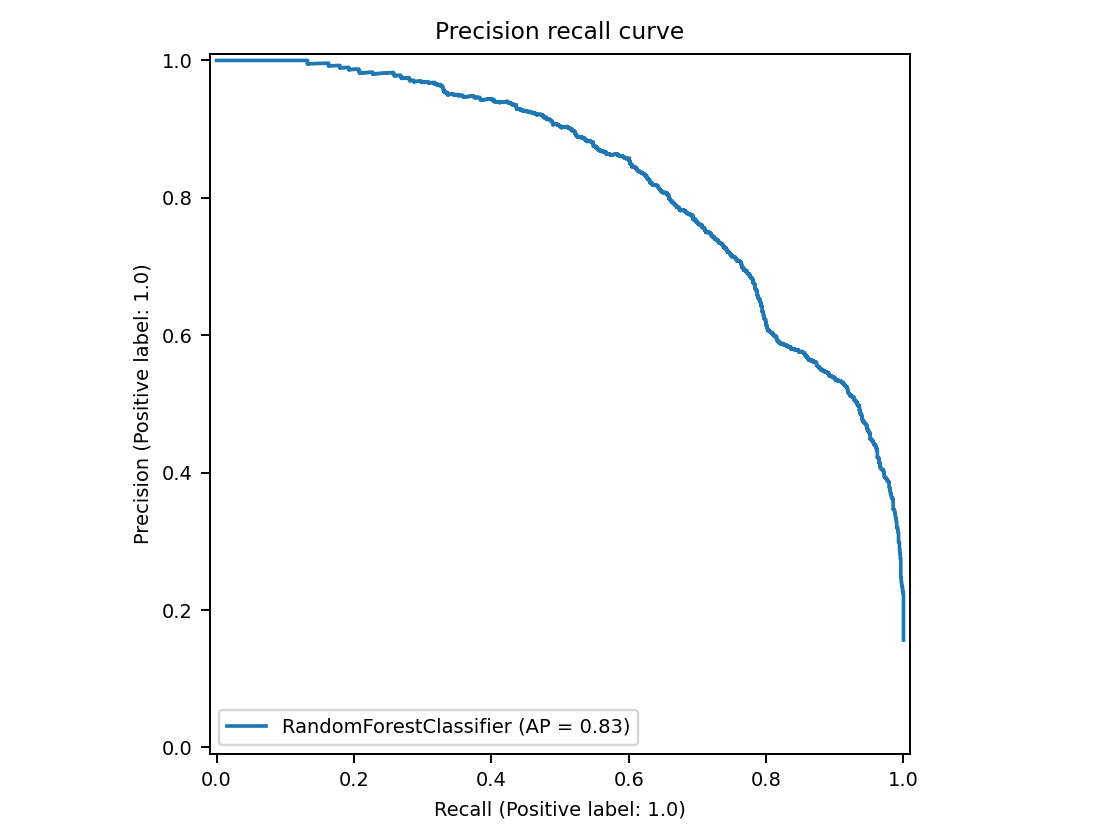 Precision recall curve
1.0
0.8
0.6
0.4
0.2
0.0
Precision (Positive label: 1.0)
RandomForestClassifier (AP = 0.83)
0.0 0.2 0.4 0.6 0.8 1.0
Recall (Positive label: 1.0)